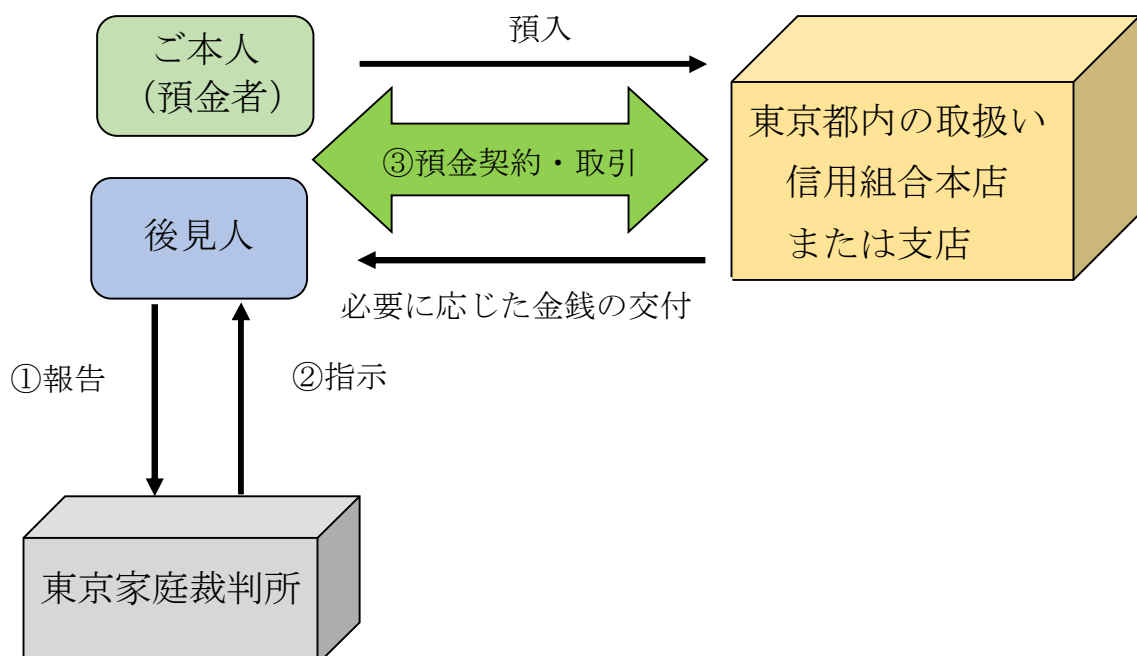 ご本人
（預金者）
預入
東京都内の取扱い
信用組合本店
または支店
③預金契約・取引
後見人
必要に応じた金銭の交付
①報告
②指示
東京家庭裁判所